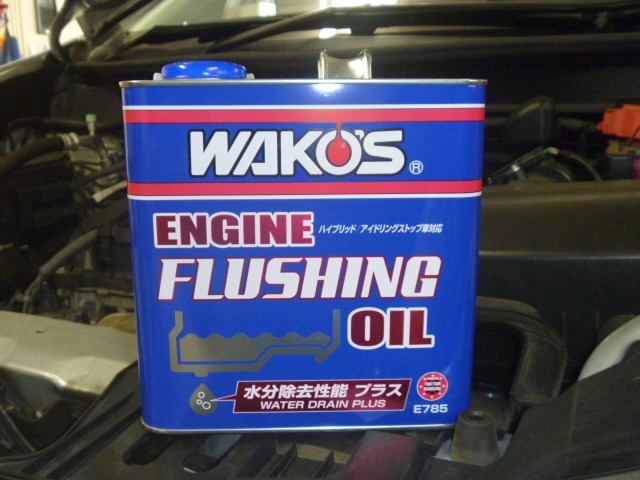 WAKO'S®
ENGINE
ハイブリッド/アイドリングストップ車対応
FLUSHING
OIL
水分除去性能 プラス
WATER DRAIN PLUS
E785